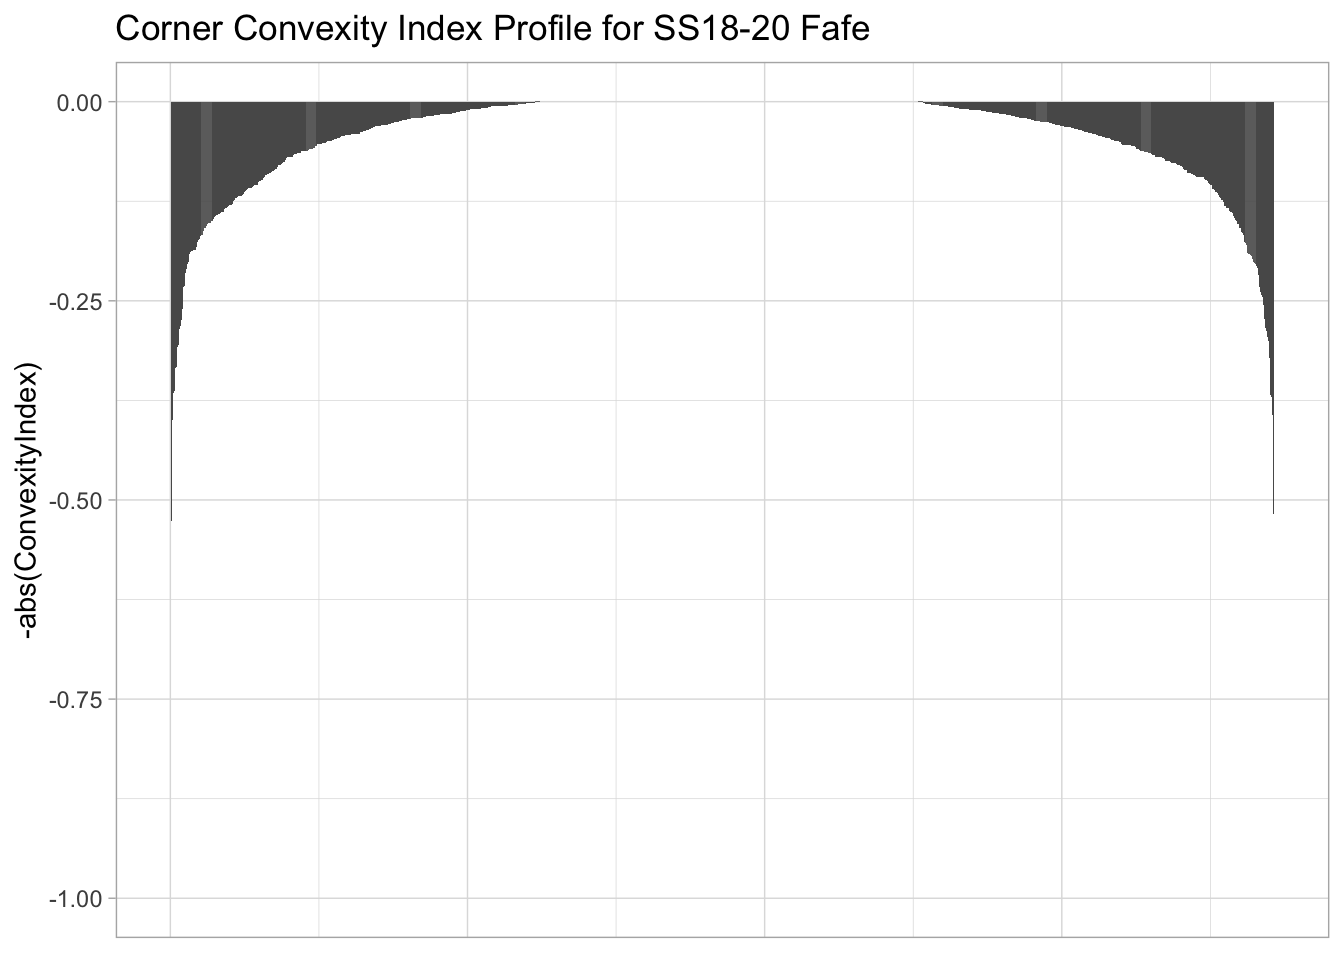 Corner Convexity Index Profile for SS18-20 Fafe
0.00
-0.25
-0.50
-0.75
-1.00
-abs(ConvexityIndex)